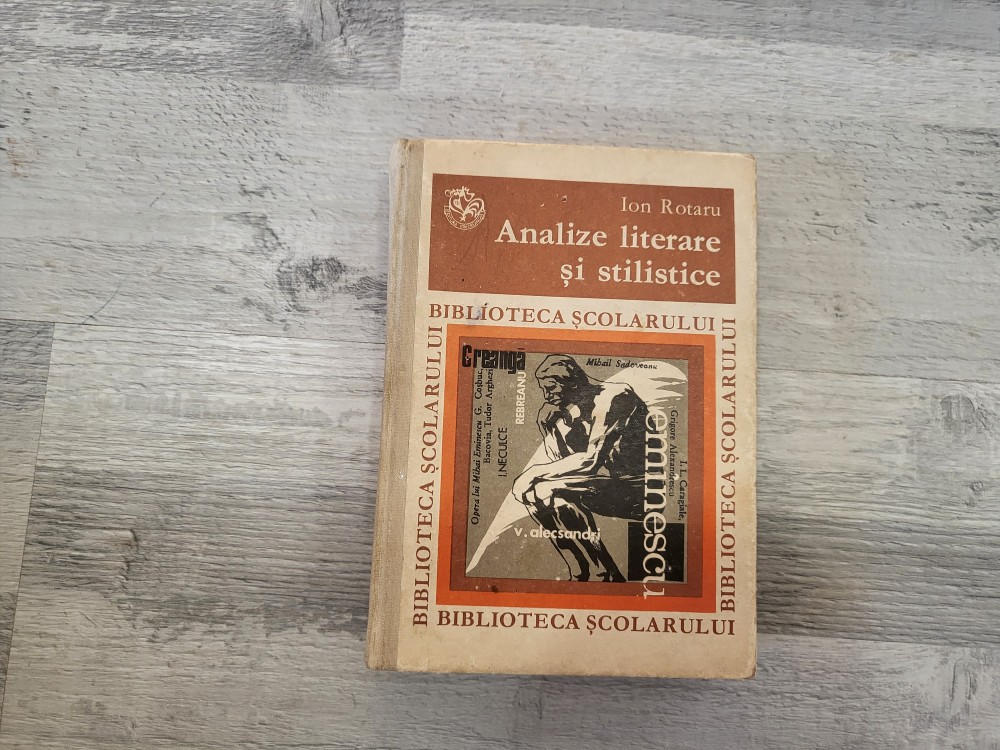 Ion Rotaru
Analize literare
și stilistice
BIBLIOTECA ȘCOLARULUI
BIBLIOTECA ȘCOLARULUI
BIBLIOTECA ȘCOLARULUI
BIBLIOTECA ȘCOLARULUI
Creangă
Mihail Sadoveanu
Opera lui Mihai Eminescu G. Coșbuc,
Bacovia, Tudor Arghezi
I.NECULCE
REBREANU
eminescu
Grigore Alexandrescu
I. L. Caragiale,
v.alecsandri